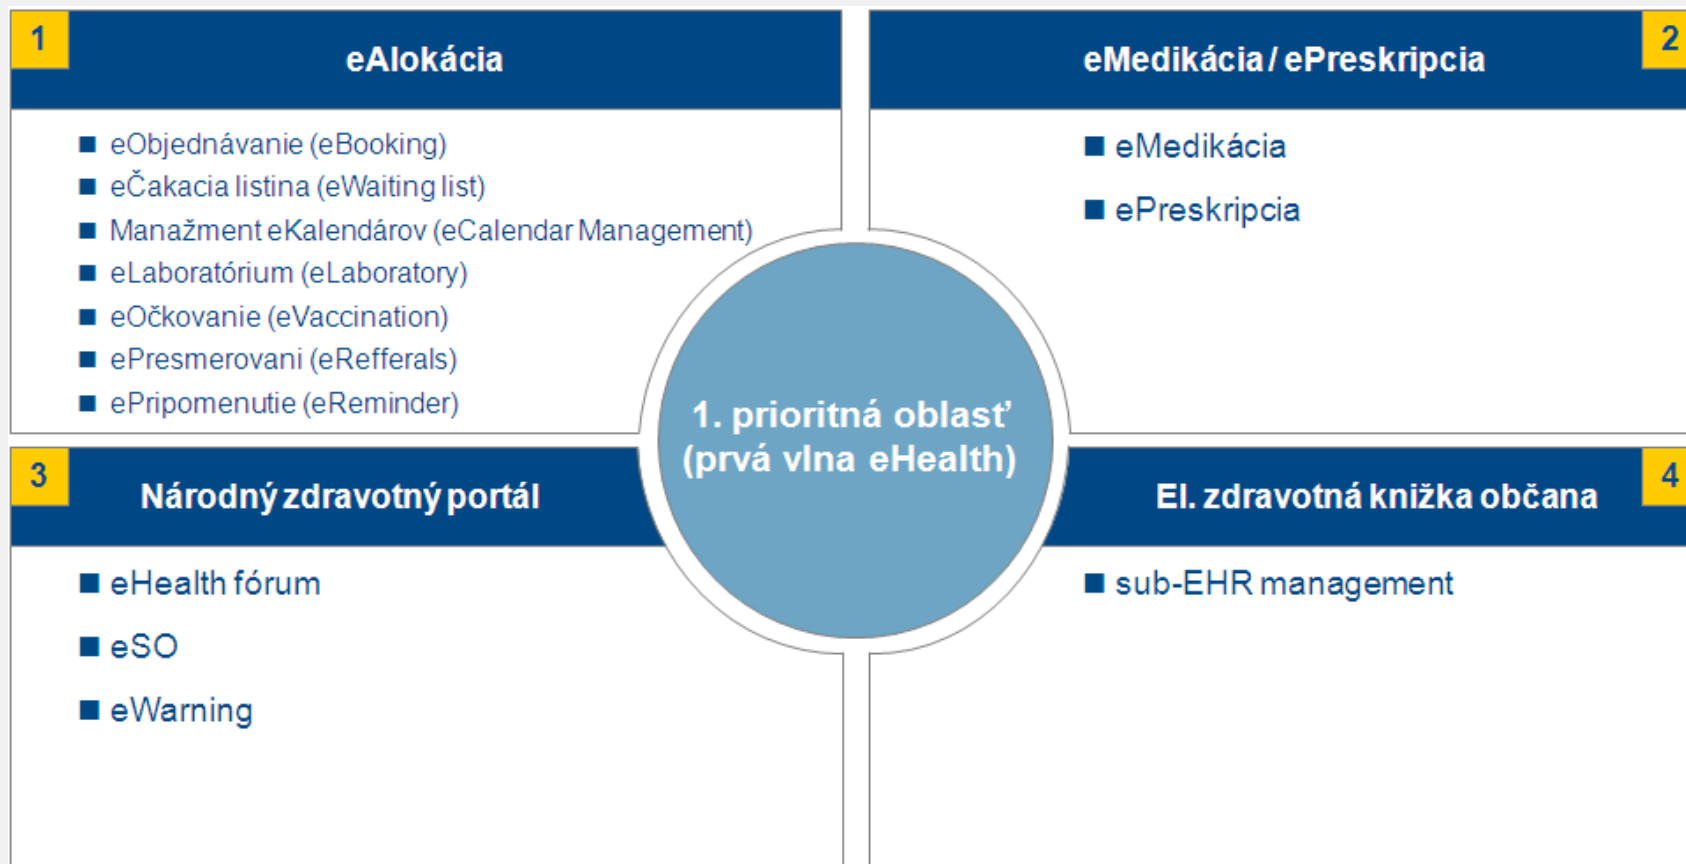 1
eAlokácia
eObjednávanie (eBooking)
eČakacia listina (eWaiting list)
Manažment eKalendárov (eCalendar Management)
eLaboratórium (eLaboratory)
eOčkovanie (eVaccination)
ePresmerovani (eRefferals)
ePripomenutie (eReminder)
2
eMedikácia / ePreskripcia
eMedikácia
ePreskripcia
1. prioritná oblasť
(prvá vlna eHealth)
3
Národný zdravotný portál
eHealth fórum
eSO
eWarning
4
El. zdravotná knižka občana
sub-EHR management